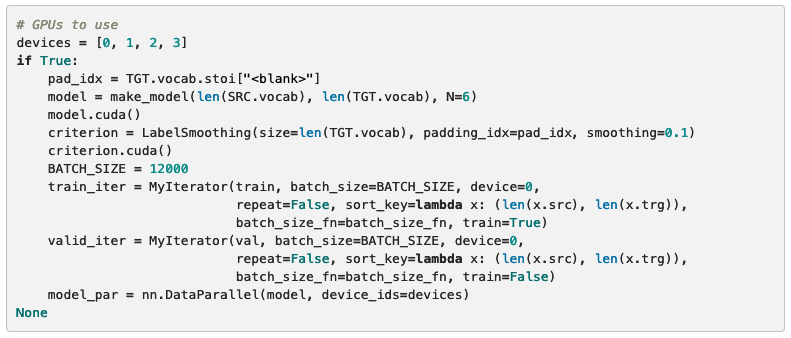 # GPUs to use
devices = [0, 1, 2, 3]
if True:
    pad_idx = TGT.vocab.stoi["<blank>"]
    model = make_model(len(SRC.vocab), len(TGT.vocab), N=6)
    model.cuda()
    criterion = LabelSmoothing(size=len(TGT.vocab), padding_idx=pad_idx, smoothing=0.1)
    criterion.cuda()
    BATCH_SIZE = 12000
    train_iter = MyIterator(train, batch_size=BATCH_SIZE, device=0,
                            repeat=False, sort_key=lambda x: (len(x.src), len(x.trg)),
                            batch_size_fn=batch_size_fn, train=True)
    valid_iter = MyIterator(val, batch_size=BATCH_SIZE, device=0,
                            repeat=False, sort_key=lambda x: (len(x.src), len(x.trg)),
                            batch_size_fn=batch_size_fn, train=False)
    model_par = nn.DataParallel(model, device_ids=devices)
None